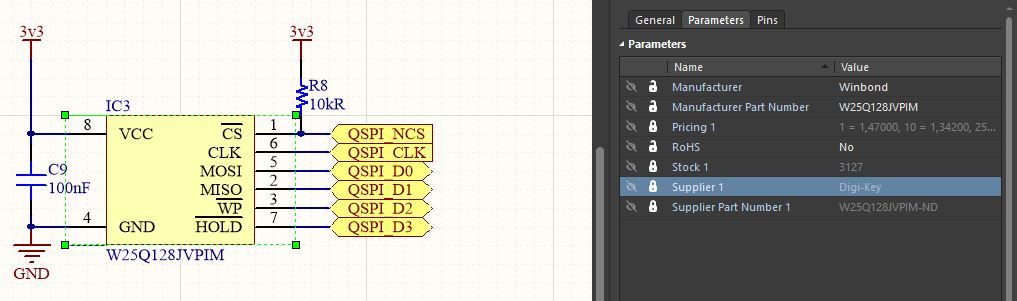 3v3
3v3
R8
10kR
IC3
8
VCC
CS
1
QSPI_NCS
CLK
6
QSPI_CLK
MOSI
5
QSPI_D0
MISO
2
QSPI_D1
WP
3
QSPI_D2
4
GND
HOLD
7
QSPI_D3
C9
100nF
W25Q128JVPIM
GND
General
Parameters
Pins
Parameters
Name Value
Manufacturer Winbond
Manufacturer Part Number W25Q128JVPIM
Pricing 1 1 = 1,47000, 10 = 1,34200, 25...
RoHS No
Stock 1 3127
Supplier 1 Digi-Key
Supplier Part Number 1 W25Q128JVPIM-ND